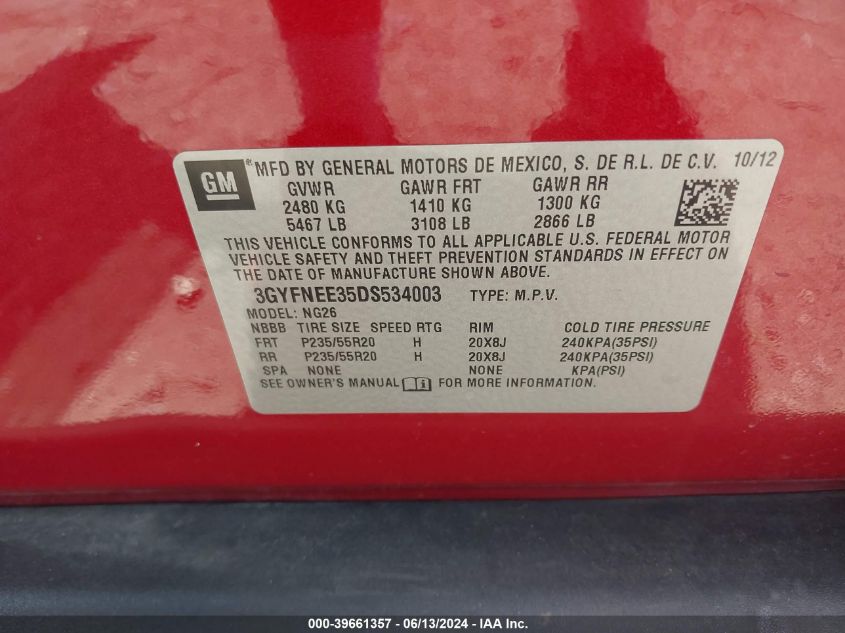 GM ® MFD BY GENERAL MOTORS DE MEXICO, S. DE R.L. DE C.V. 10/12
GVWR GAWR FRT GAWR RR
2480 KG 1410 KG 1300 KG
5467 LB 3108 LB 2866 LB
THIS VEHICLE CONFORMS TO ALL APPLICABLE U.S. FEDERAL MOTOR
VEHICLE SAFETY AND THEFT PREVENTION STANDARDS IN EFFECT ON
THE DATE OF MANUFACTURE SHOWN ABOVE.
3GYFNEE35DS534003 TYPE: M.P.V.
MODEL: NG26
NBBB TIRE SIZE SPEED RTG RIM COLD TIRE PRESSURE
FRT P235/55R20 H 20X8J 240KPA(35PSI)
RR P235/55R20 H 20X8J 240KPA(35PSI)
SPA NONE NONE KPA(PSI)
SEE OWNER'S MANUAL FOR MORE INFORMATION.
000-39661357 - 06/13/2024 - IAA Inc.